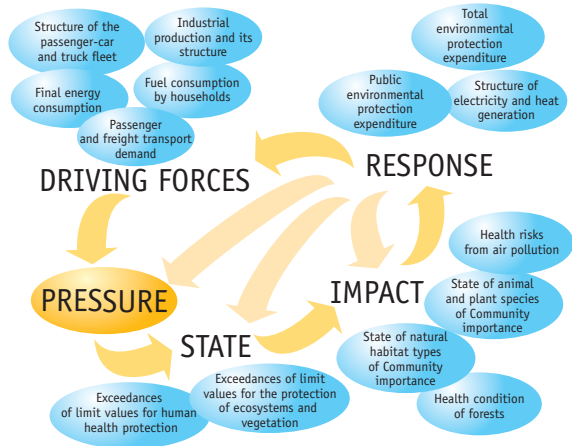 Structure of the
passenger-car
and truck fleet
Industrial
production and its
structure
Final energy
consumption
Fuel consumption
by households
Passenger
and freight transport
demand
DRIVING FORCES
Total
environmental
protection
expenditure
Public
environmental
protection
expenditure
Structure of
electricity and heat
generation
RESPONSE
PRESSURE
STATE
Exceedances
of limit values for human
health protection
Exceedances of limit
values for the protection
of ecosystems and
vegetation
IMPACT
Health risks
from air pollution
State of animal
and plant species
of Community
importance
State of natural
habitat types
of Community
importance
Health condition
of forests